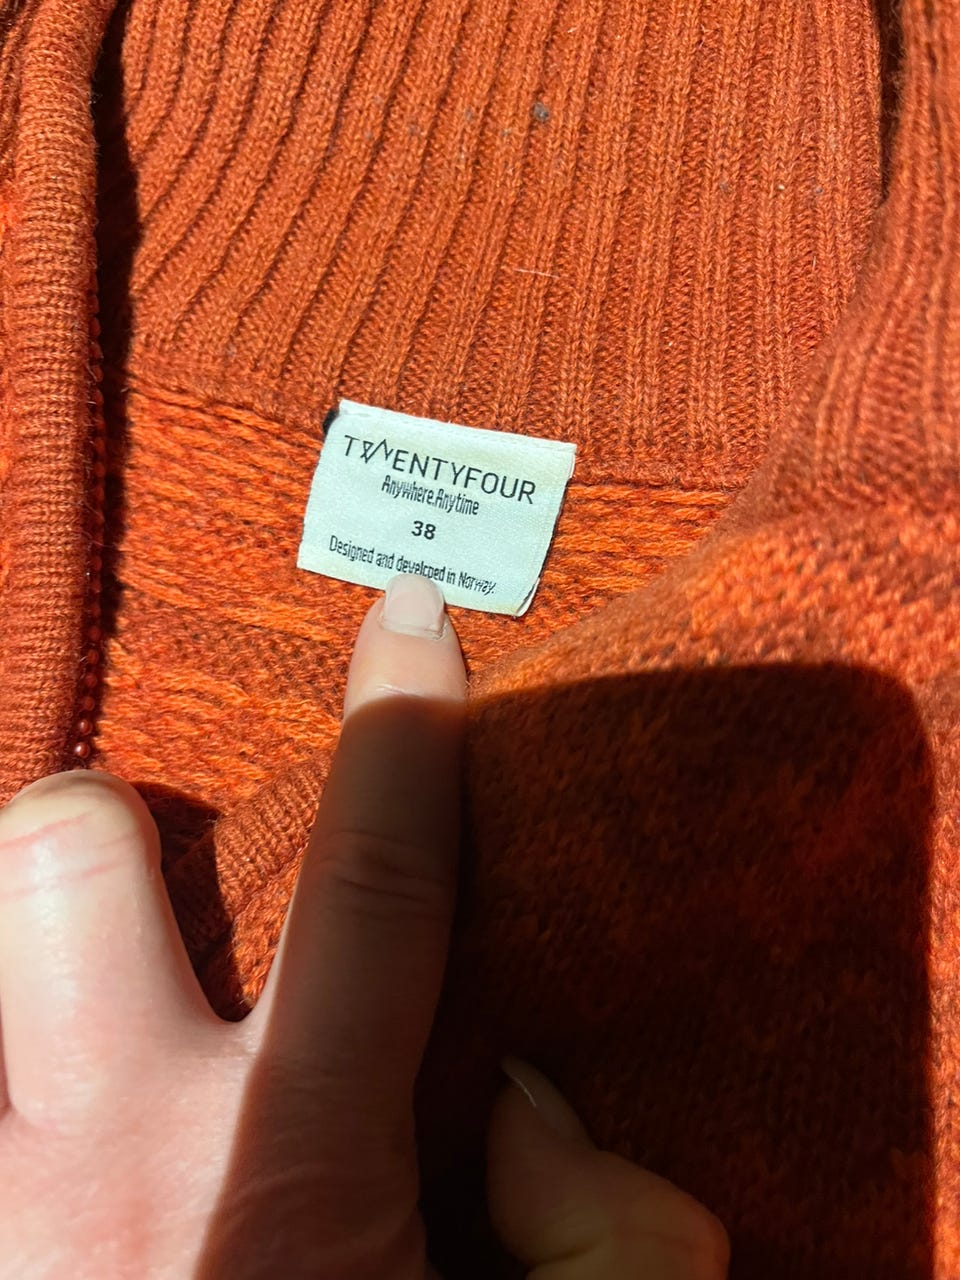 TWENTYFOUR
Anywhere.Anytime
38
Designed and developed in Norway.